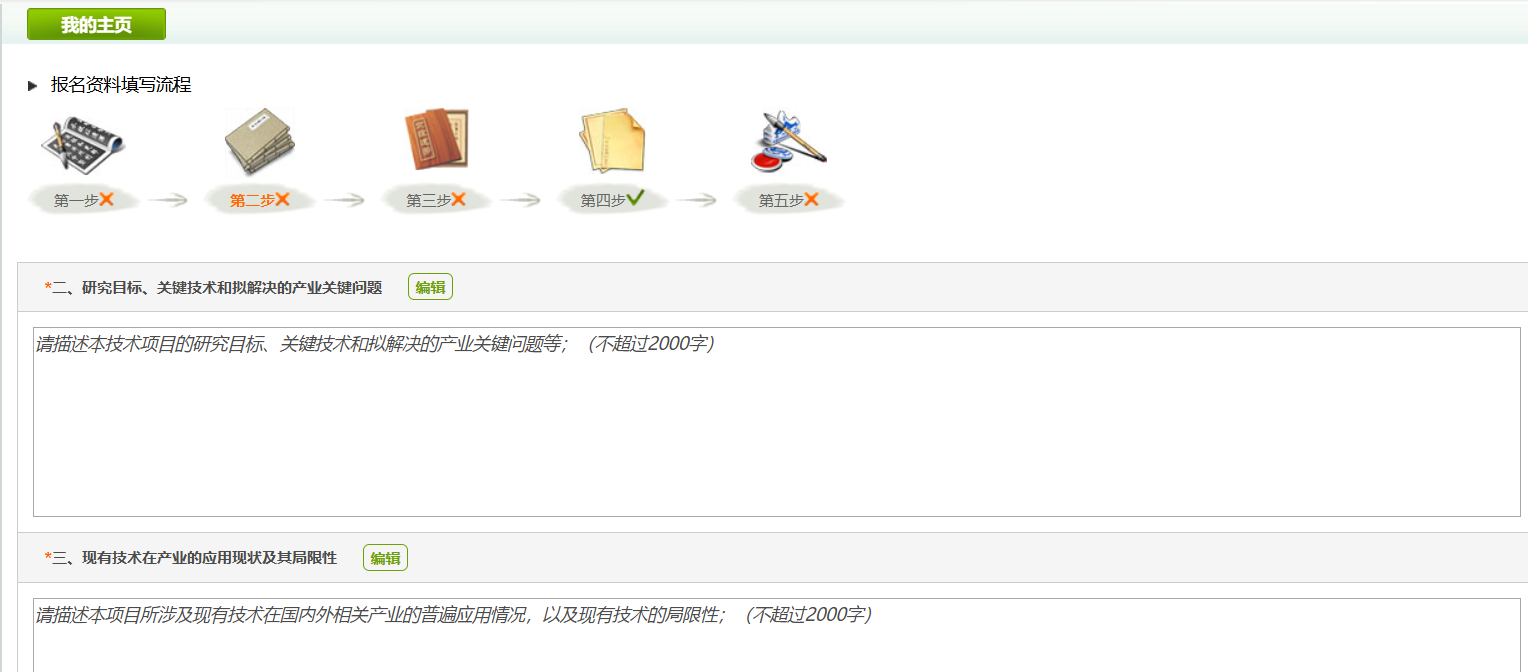 我的主页
报名资料填写流程
第一步 第二步 第三步 第四步 第五步
*二、研究目标、关键技术和拟解决的产业关键问题 编辑
请描述本技术项目的研究目标、关键技术和拟解决的产业关键问题等；（不超过2000字）
*三、现有技术在产业的应用现状及其局限性 编辑
请描述本项目所涉及现有技术在国内外相关产业的普遍应用情况，以及现有技术的局限性；（不超过2000字）